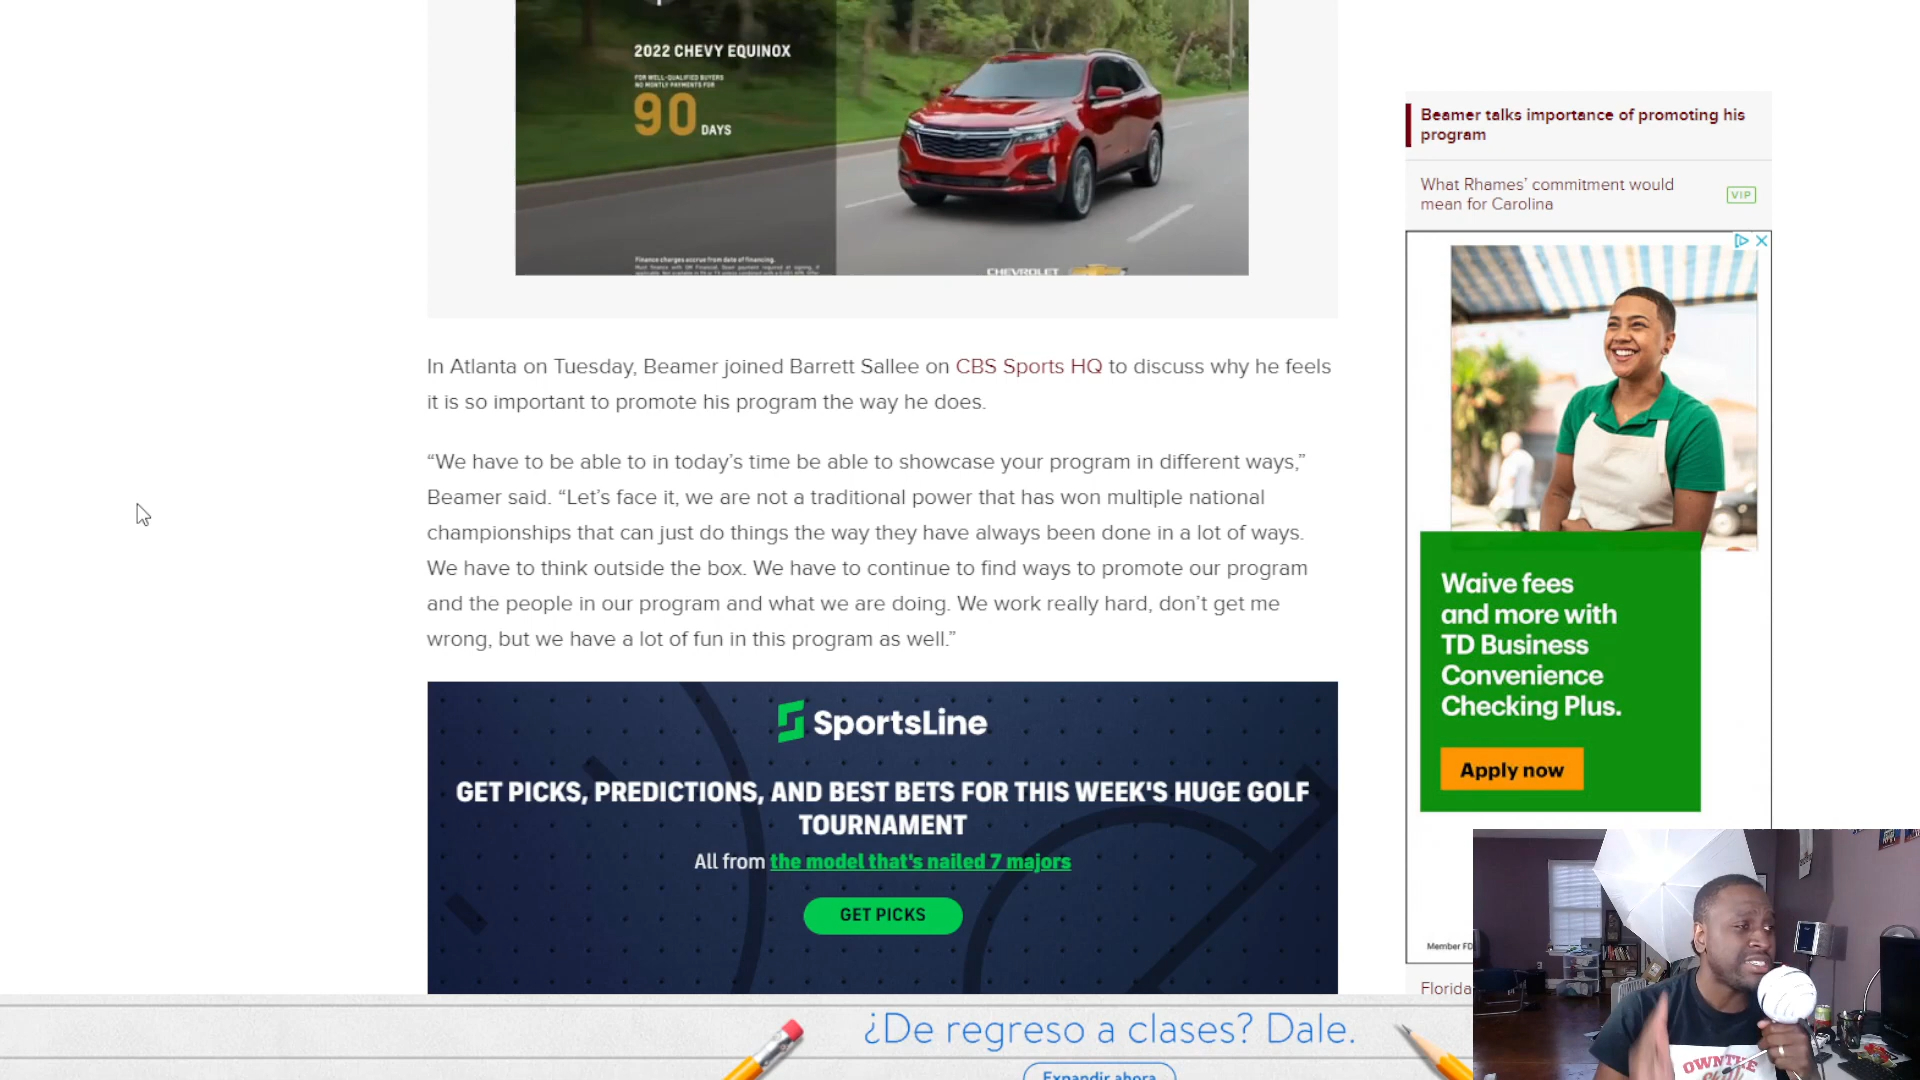 2022 CHEVY EQUINOX
FOR WELL-QUALIFIED BUYERS
NO MONTLY PAYMENTS FOR
90
DAYS
Finance charges accrue from date of financing.
CHEVROLET
In Atlanta on Tuesday, Beamer joined Barrett Sallee on CBS Sports HQ to discuss why he feels
it is so important to promote his program the way he does.
“We have to be able to in today’s time be able to showcase your program in different ways,”
Beamer said. “Let’s face it, we are not a traditional power that has won multiple national
championships that can just do things the way they have always been done in a lot of ways.
We have to think outside the box. We have to continue to find ways to promote our program
and the people in our program and what we are doing. We work really hard, don’t get me
wrong, but we have a lot of fun in this program as well.”
SportsLine
GET PICKS, PREDICTIONS, AND BEST BETS FOR THIS WEEK'S HUGE GOLF
TOURNAMENT
All from the model that's nailed 7 majors
GET PICKS
Beamer talks importance of promoting his
program
What Rhames’ commitment would
mean for Carolina
VIP
Waive fees
and more with
TD Business
Convenience
Checking Plus.
Apply now
Member FD
Florida
¿De regreso a clases? Dale.
Expandir ahora
OWN THE